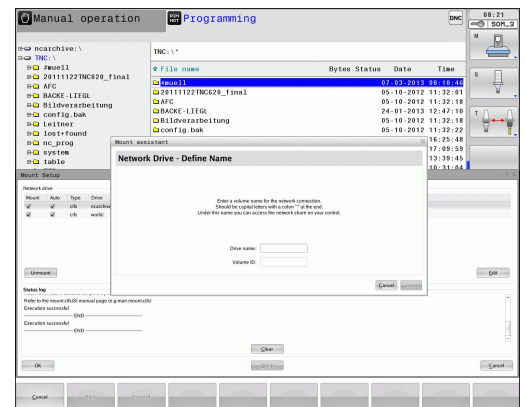 Manual operation
PGM MGT
Programming
DNC
08:21
SOM_3
ncarchive:\
TNC:\
#muell
20111122TNC620_final
AFC
BACKE-LIEGL
Bildverarbeitung
config.bak
Leitner
lost+found
nc_prog
system
table
TNC:\*
File name Bytes Status Date Time
#muell 07-03-2013 08:10:46
20111122TNC620_final 05-10-2012 11:32:01
AFC 05-10-2012 11:32:18
BACKE-LIEGL 24-01-2013 12:47:10
Bildverarbeitung 05-10-2012 11:32:18
config.bak 05-10-2012 11:32:22
16:25:48
17:09:59
13:39:45
10:31:04
M
S
T
Mount assistant
Network Drive - Define Name
Enter a volume name for the network connection.
Should be capital letters with a colon ":" at the end.
Under this name you can access the network share on your control.
Drive name:
Volume ID:
Cancel
Mount Setup
Network drive
Mount Auto Type Drive
cifs ncarchive
cifs world:
Unmount
Edit
Status log
Refer to the mount.cifs(8) manual page (e.g.man mount.cifs)
Execution successful
END
Execution successful
END
Clear
OK
Apply
Cancel
Cancel